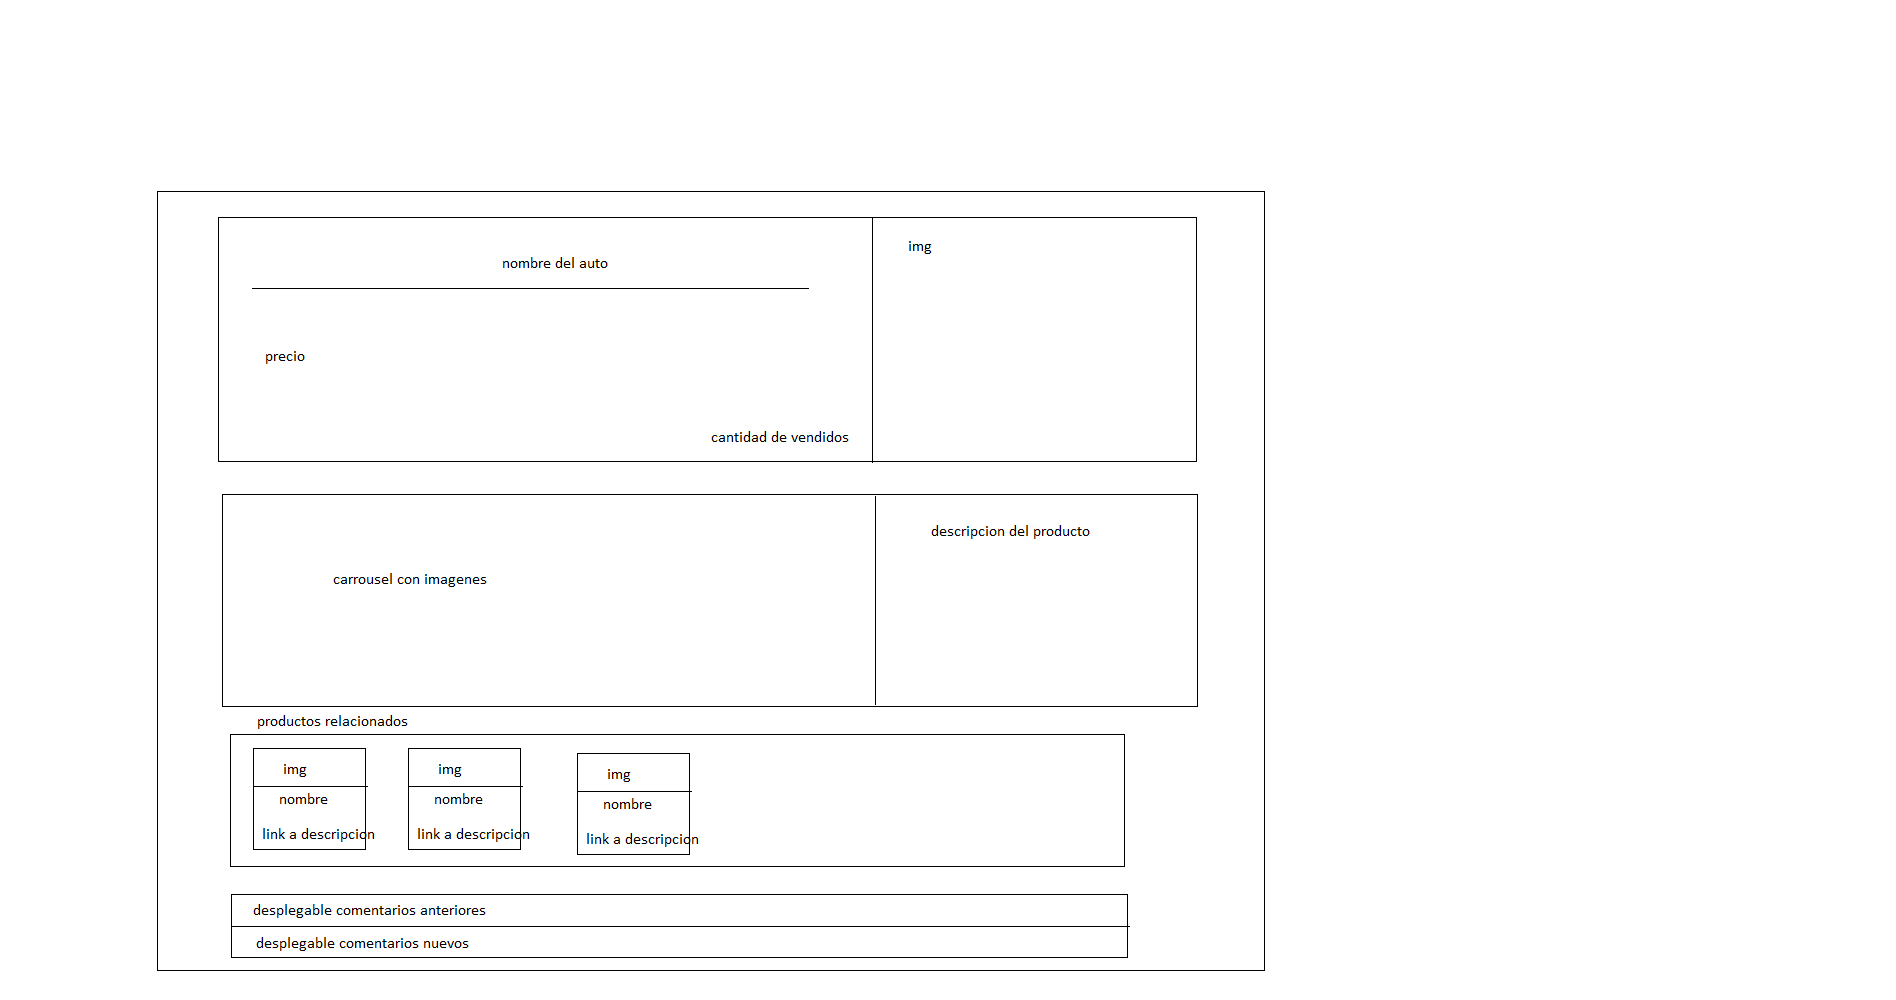 nombre del auto
img
precio
cantidad de vendidos
descripcion del producto
carrousel con imagenes
productos relacionados
img
nombre
link a descripcion
img
nombre
link a descripcion
img
nombre
link a descripcion
desplegable comentarios anteriores
desplegable comentarios nuevos